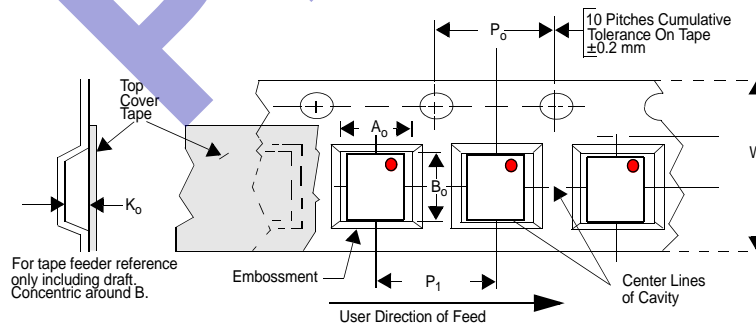 10 Pitches Cumulative
Tolerance On Tape
±0.2 mm
Po
Top
Cover
Tape
Ao
W
Bo
Ko
For tape feeder reference
only including draft.
Concentric around B.
Embossment
P1
Center Lines
of Cavity
User Direction of Feed